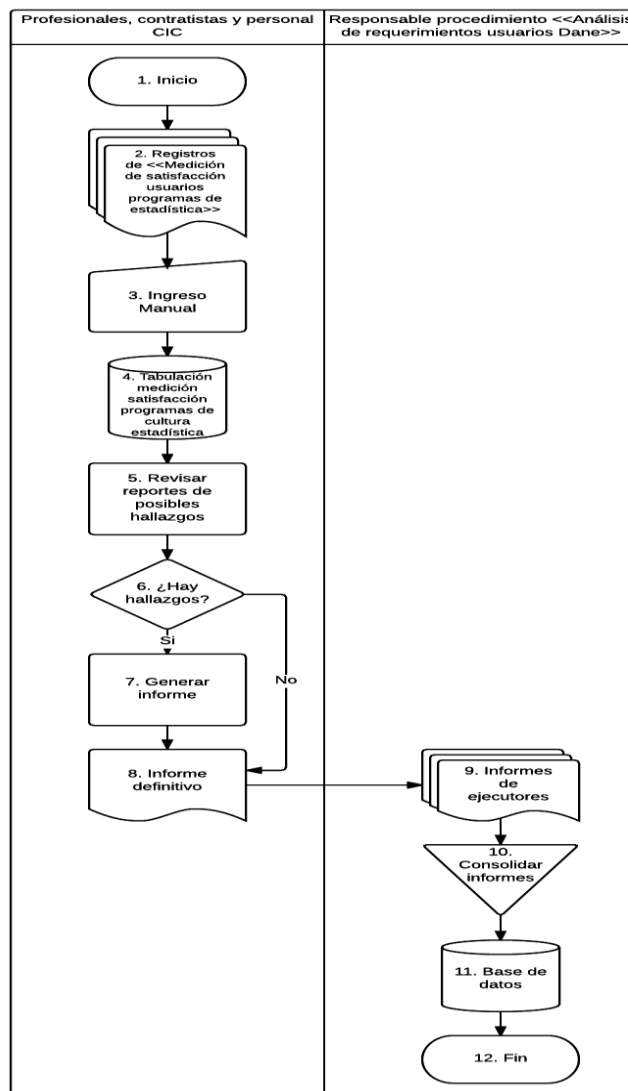 Profesionales, contratistas y personal
CIC
Responsable procedimiento <<Análisis
de requerimientos usuarios Dane>>
1. Inicio
2. Registros
de <<Medición
de satisfacción
usuarios
programas de
estadística>>
3. Ingreso
Manual
4. Tabulación
medición
satisfacción
programas de
cultura
estadística
5. Revisar
reportes de
posibles
hallazgos
6. ¿Hay
hallazgos?
Si
No
7. Generar
informe
8. Informe
definitivo
9. Informes
de
ejecutores
10.
Consolidar
informes
11. Base de
datos
12. Fin